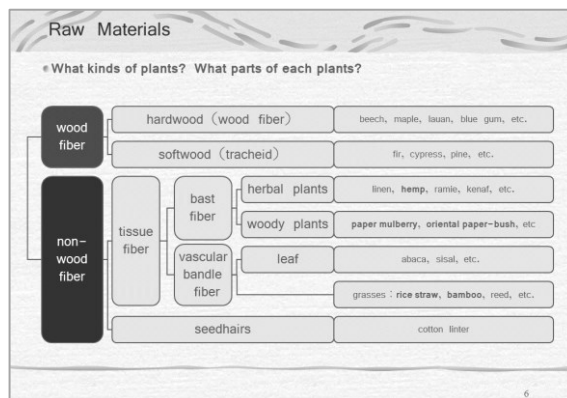 Raw Materials
What kinds of plants? What parts of each plants?
wood
fiber
hardwood (wood fiber)
beech, maple, lauan, blue gum, etc.
softwood (tracheid)
fir, cypress, pine, etc.
non-
wood
fiber
tissue
fiber
bast
fiber
herbal plants
linen, hemp, ramie, kenaf, etc.
woody plants
paper mulberry, oriental paper-bush, etc
vascular
bandle
fiber
leaf
abaca, sisal, etc.
grasses : rice straw, bamboo, reed, etc.
seedhairs
cotton linter
6